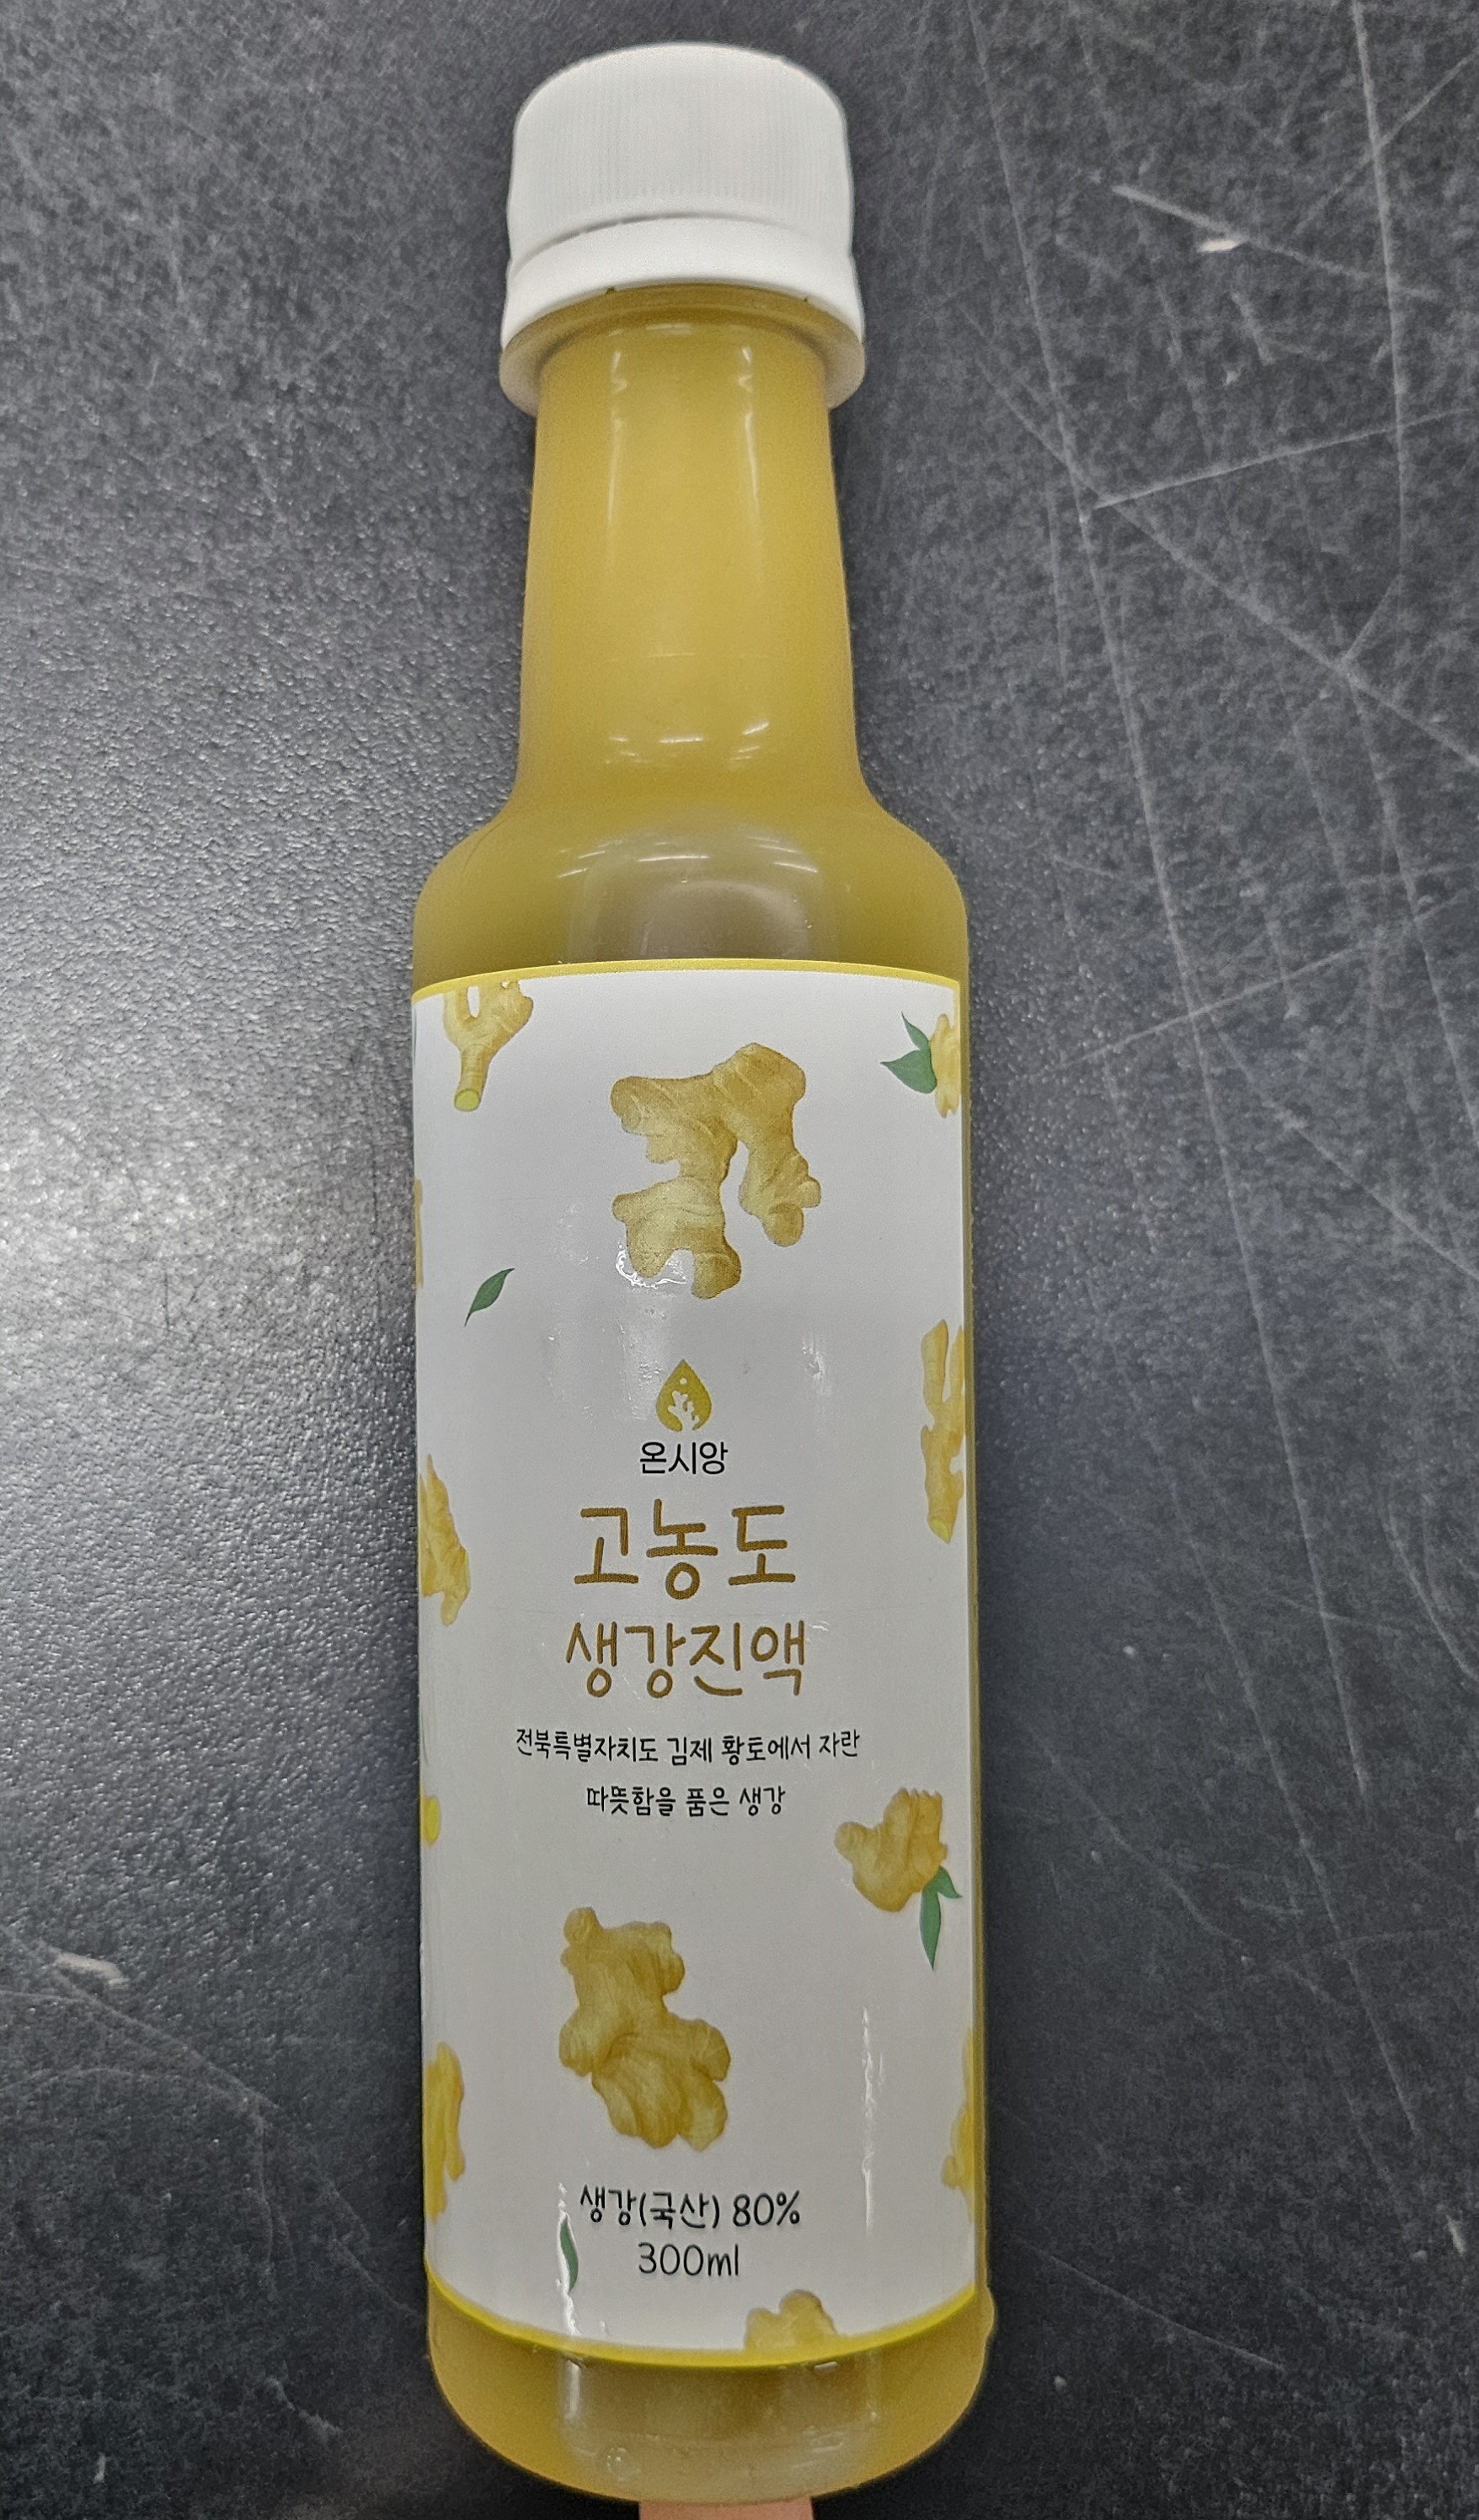 온시앙
고농도
생강진액
전북특별자치도 김제 황토에서 자란
따뜻함을 품은 생강
생강(국산) 80%
300ml